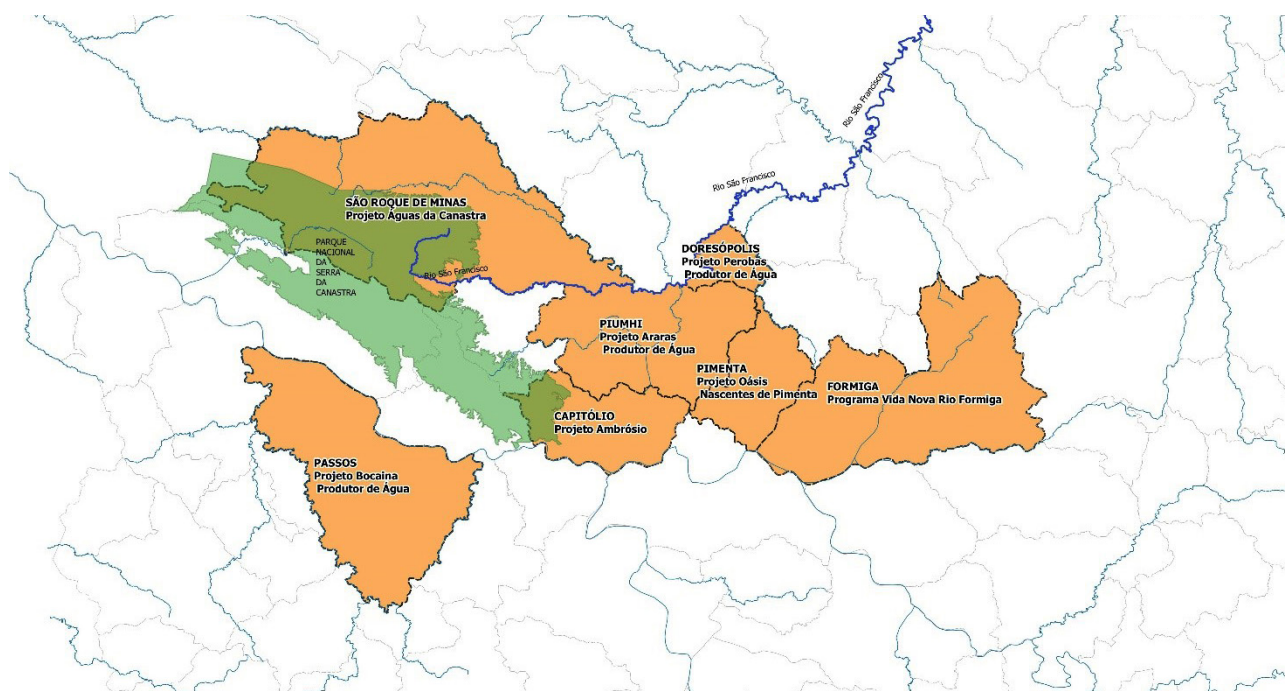 Rio São Francisco
Rio São Francisco
SÃO ROQUE DE MINAS
Projeto Águas da Canastra
PARQUE
NACIONAL
DA
SERRA
DA
CANASTRA
Rio São Francisco
DORESÓPOLIS
Projeto Perobas
Produtor de Água
PIUMHI
Projeto Araras
Produtor de Água
PIMENTA
Projeto Oásis
Nascentes de Pimenta
FORMIGA
Programa Vida Nova Rio Formiga
CAPITÓLIO
Projeto Ambrósio
PASSOS
Projeto Bocaina
Produtor de Água